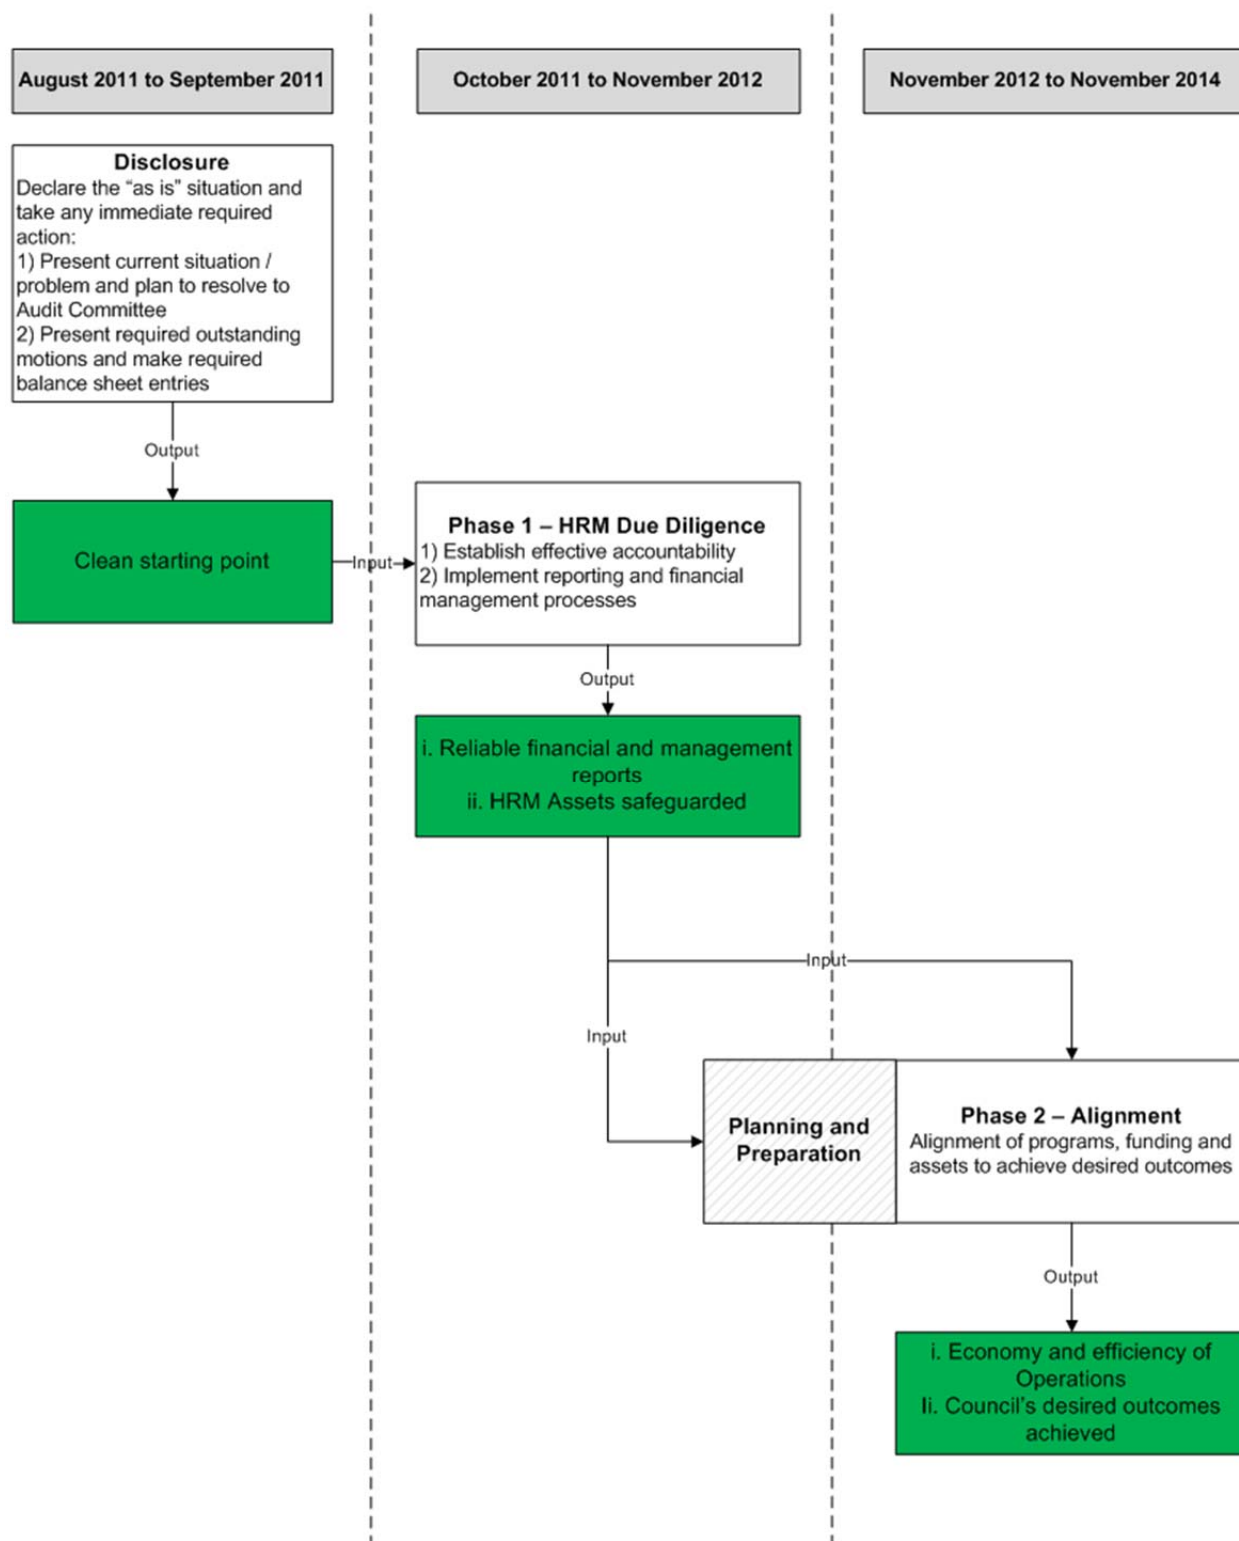 August 2011 to September 2011
October 2011 to November 2012
November 2012 to November 2014
Disclosure
Declare the “as is” situation and
take any immediate required
action:
1) Present current situation /
problem and plan to resolve to
Audit Committee
2) Present required outstanding
motions and make required
balance sheet entries
Output
Clean starting point
Input
Phase 1 – HRM Due Diligence
1) Establish effective accountability
2) Implement reporting and financial
management processes
Output
i. Reliable financial and management
reports
ii. HRM Assets safeguarded
Input
Input
Planning and
Preparation
Phase 2 – Alignment
Alignment of programs, funding and
assets to achieve desired outcomes
Output
i. Economy and efficiency of
Operations
Ii. Council’s desired outcomes
achieved